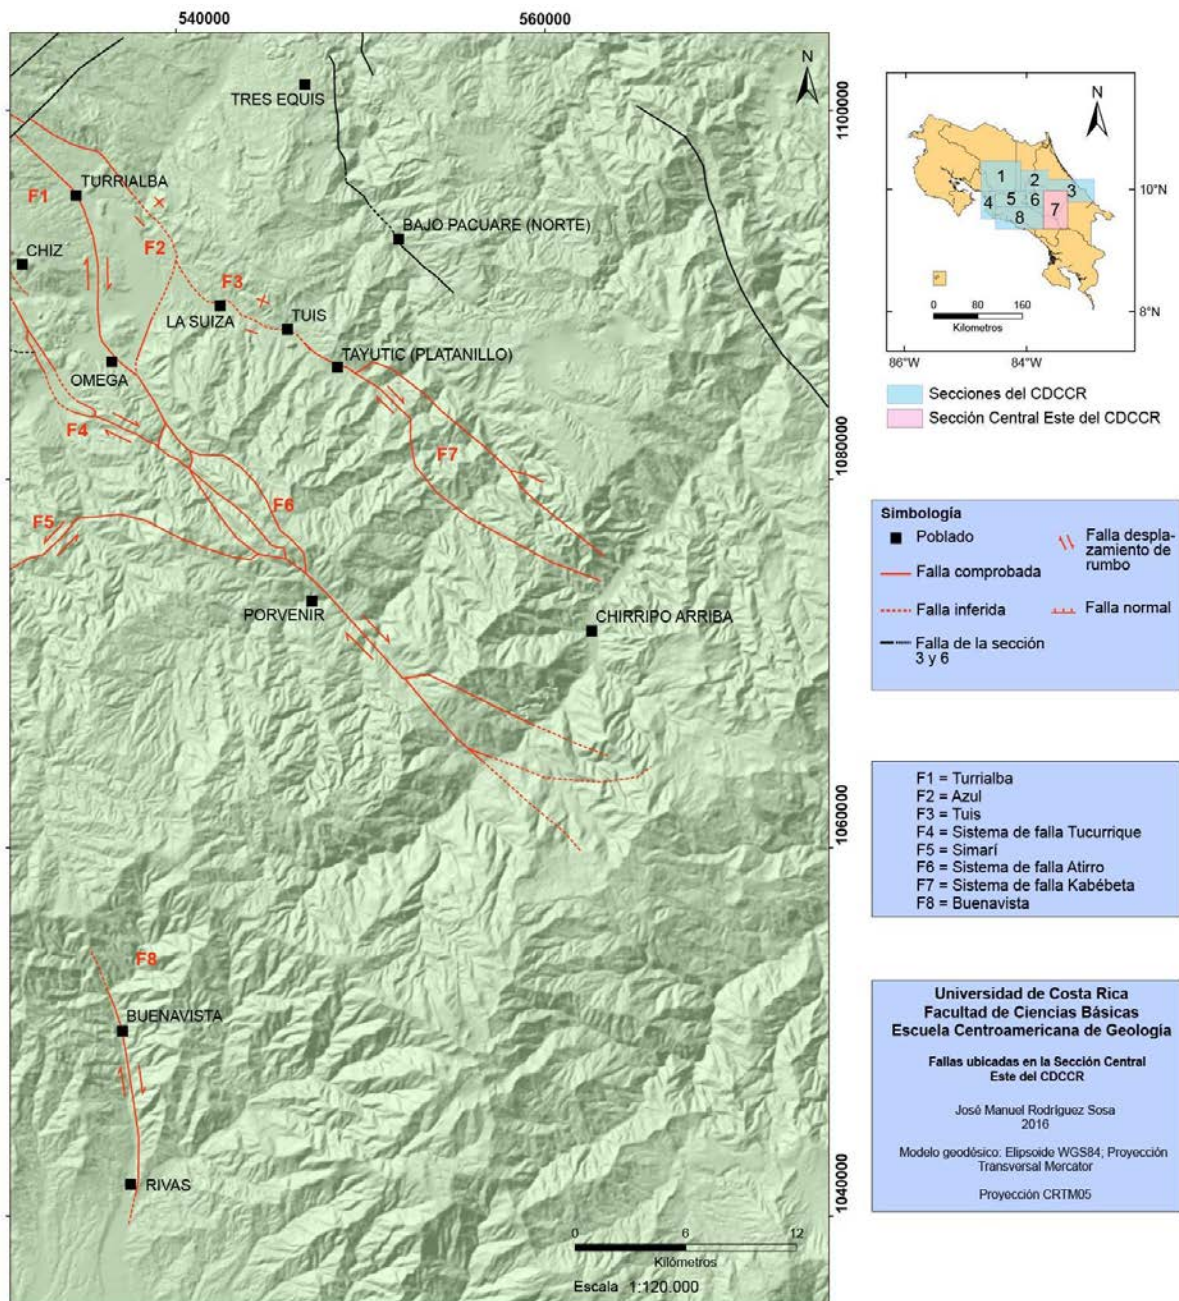 540000
560000
N
1100000
TRES EQUIS
F1
TURRIALBA
CHIZ
F2
BAJO PACUARE (NORTE)
F3
LA SUIZA
TUIS
TAYUTIC (PLATANILLO)
OMEGA
F4
F7
1080000
F6
F5
PORVENIR
CHIRRIPO ARRIBA
1060000
F8
BUENAVISTA
RIVAS
1040000
0 6 12
Kilómetros
Escala 1:120.000
N
10°N
8°N
1
2
3
4
5
6
7
8
0 80 160
Kilometros
86°W
84°W
Secciones del CDCCR
Sección Central Este del CDCCR
Simbología
Poblado
Falla despla-
zamiento de
rumbo
Falla comprobada
Falla inferida
Falla normal
Falla de la sección
3 y 6
F1 = Turrialba
F2 = Azul
F3 = Tuis
F4 = Sistema de falla Tucurrique
F5 = Simarí
F6 = Sistema de falla Atirro
F7 = Sistema de falla Kabébeta
F8 = Buenavista
Universidad de Costa Rica
Facultad de Ciencias Básicas
Escuela Centroamericana de Geología
Fallas ubicadas en la Sección Central
Este del CDCCR
José Manuel Rodríguez Sosa
2016
Modelo geodésico: Elipsoide WGS84; Proyección
Transversal Mercator
Proyección CRTM05